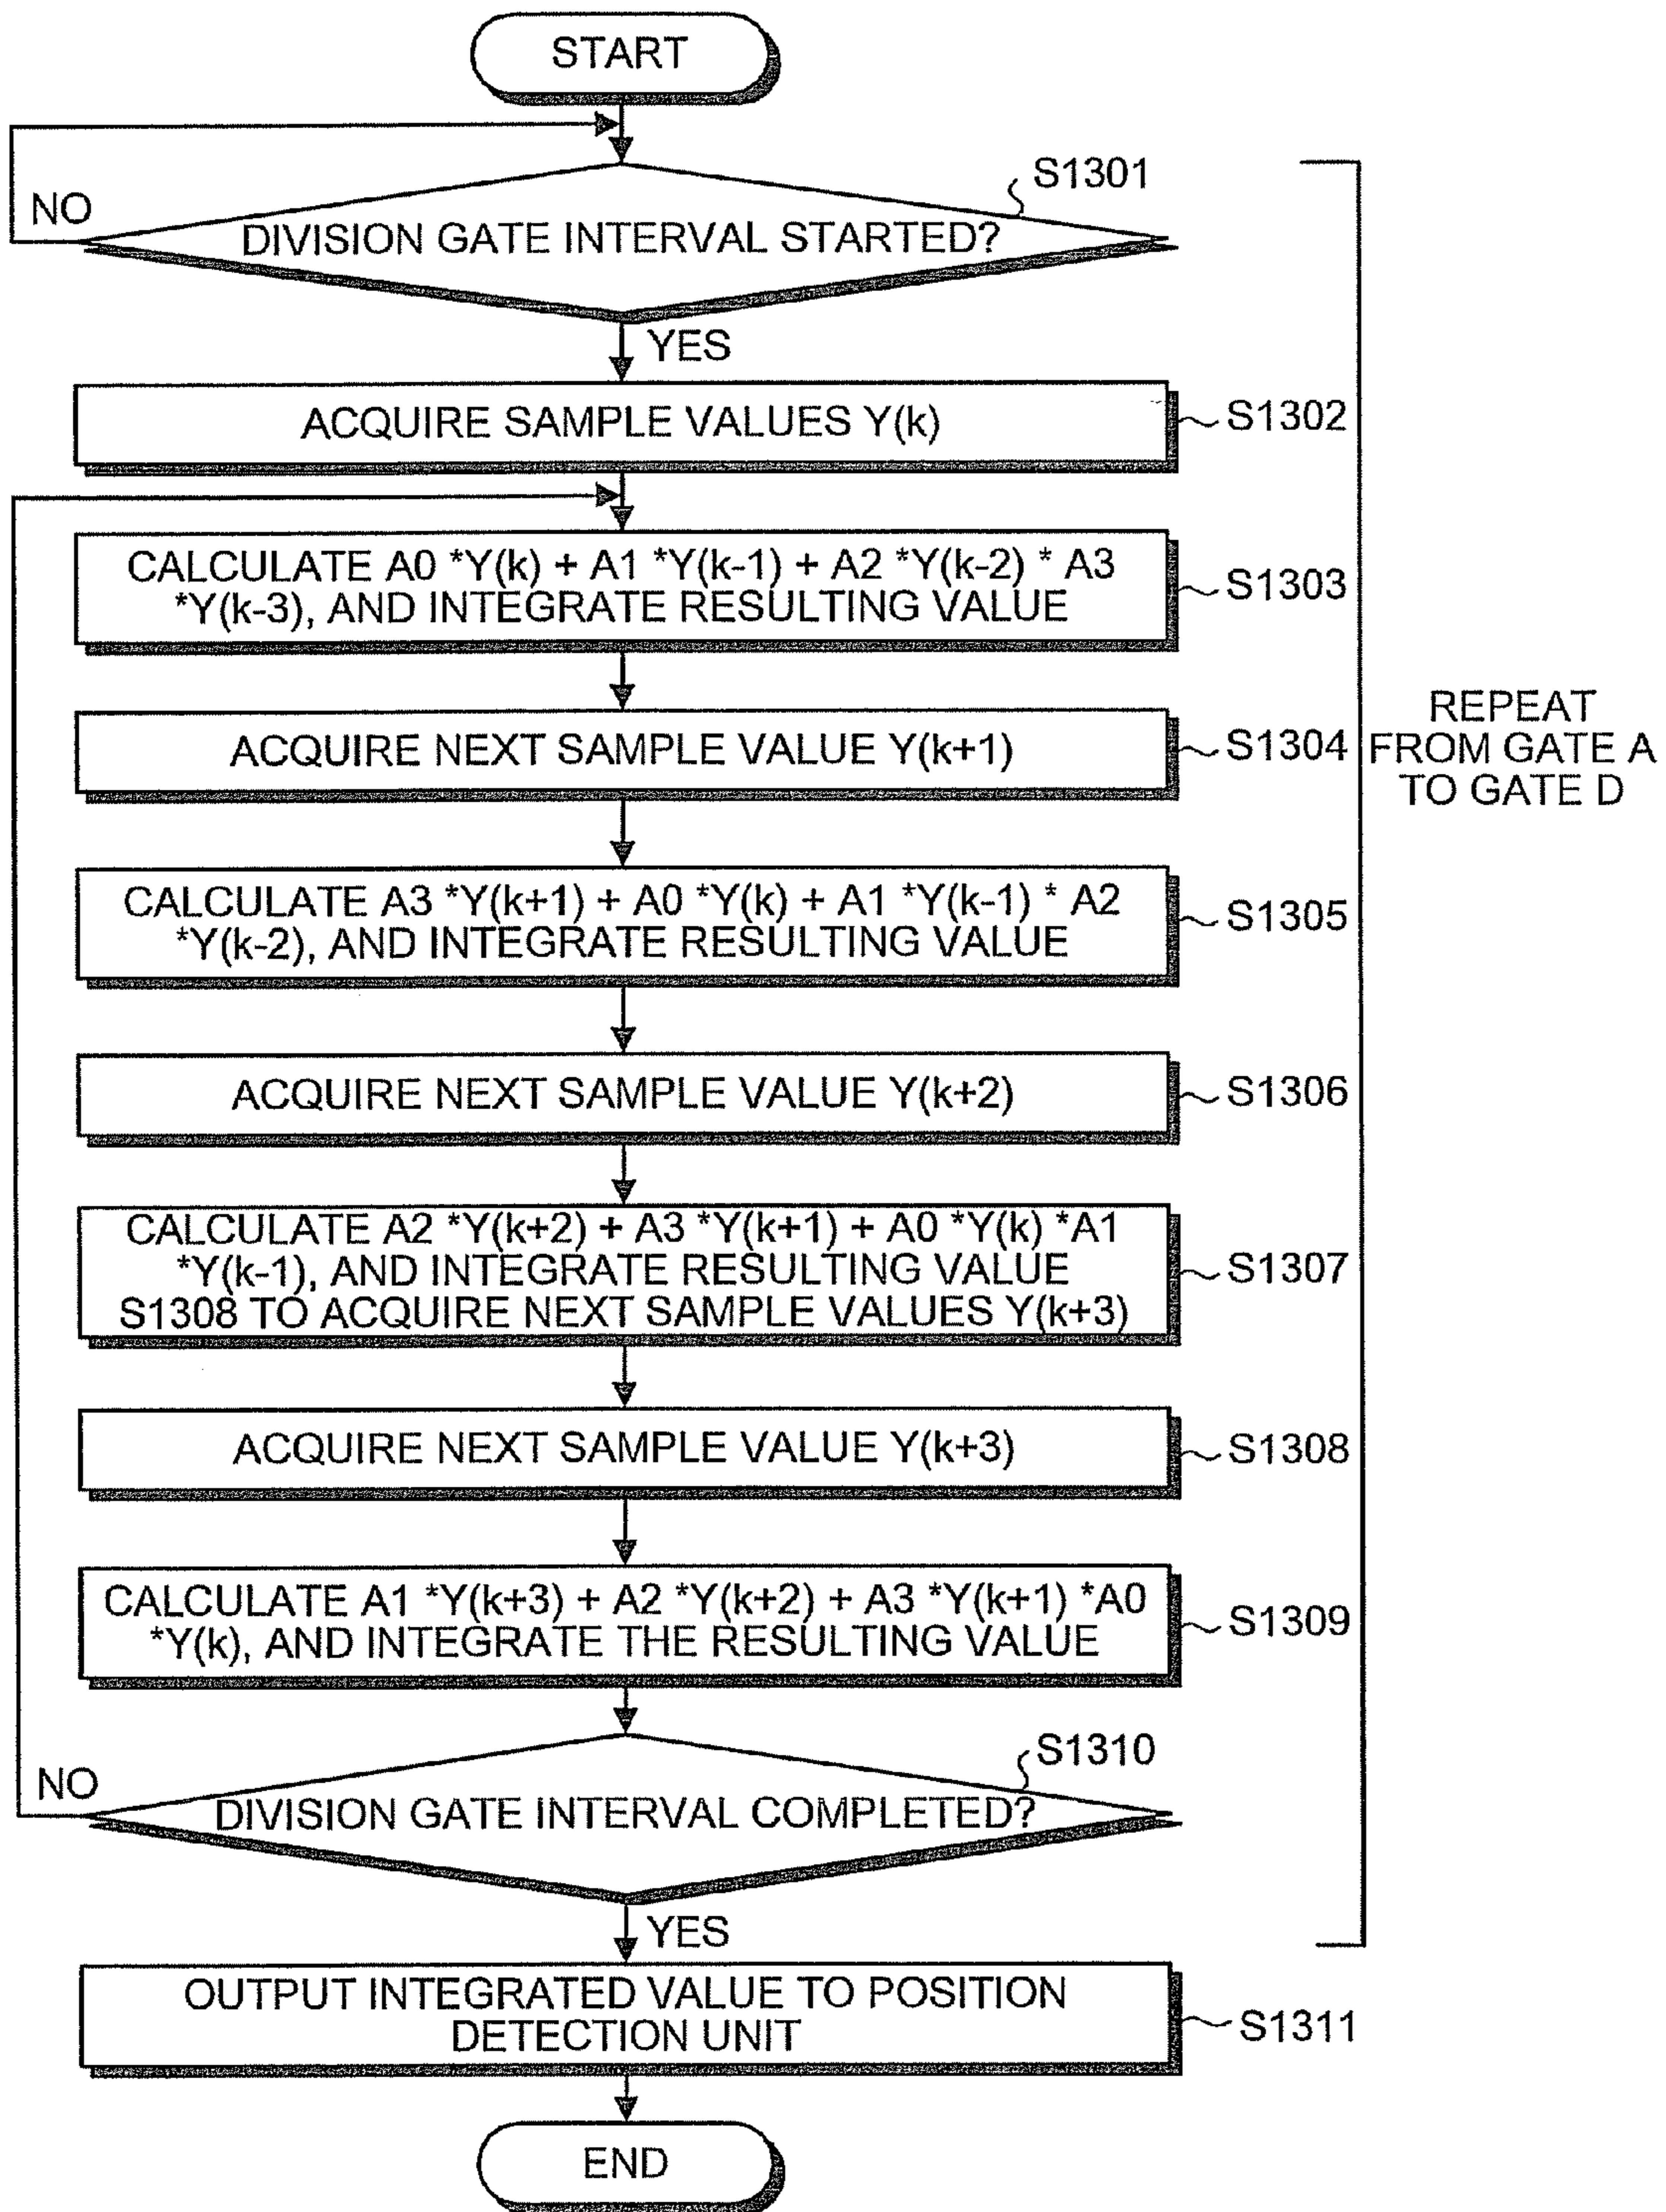 START
S1301
NO
DIVISION GATE INTERVAL STARTED?
YES
ACQUIRE SAMPLE VALUES Y(k)
S1302
CALCULATE A0 *Y(k) + A1 *Y(k-1) + A2 *Y(k-2) * A3
*Y(k-3), AND INTEGRATE RESULTING VALUE
S1303
REPEAT
FROM GATE A
TO GATE D
ACQUIRE NEXT SAMPLE VALUE Y(k+1)
S1304
CALCULATE A3 *Y(k+1) + A0 *Y(k) + A1 *Y(k-1) * A2
*Y(k-2), AND INTEGRATE RESULTING VALUE
S1305
ACQUIRE NEXT SAMPLE VALUE Y(k+2)
S1306
CALCULATE A2 *Y(k+2) + A3 *Y(k+1) + A0 *Y(k) *A1
*Y(k-1), AND INTEGRATE RESULTING VALUE
S1308 TO ACQUIRE NEXT SAMPLE VALUES Y(k+3)
S1307
ACQUIRE NEXT SAMPLE VALUE Y(k+3)
S1308
CALCULATE A1 *Y(k+3) + A2 *Y(k+2) + A3 *Y(k+1) *A0
*Y(k), AND INTEGRATE THE RESULTING VALUE
S1309
S1310
NO
DIVISION GATE INTERVAL COMPLETED?
YES
OUTPUT INTEGRATED VALUE TO POSITION
DETECTION UNIT
S1311
END